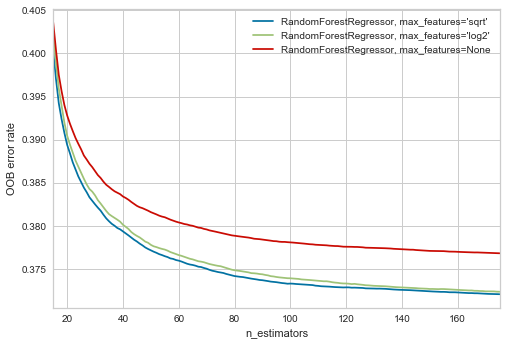 0.405
RandomForestRegressor, max_features='sqrt'
RandomForestRegressor, max_features='log2'
RandomForestRegressor, max_features=None
0.400
0.395
0.390
0.385
0.380
0.375
OOB error rate
20 40 60 80 100 120 140 160
n_estimators